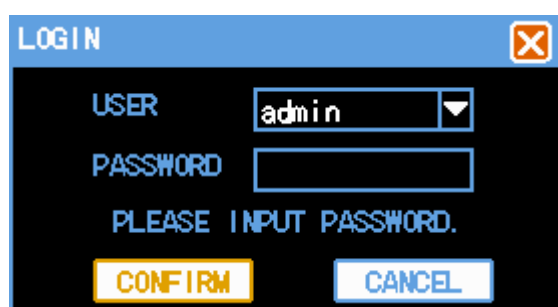 LOGIN
USER admin
PASSWORD
PLEASE INPUT PASSWORD.
CONFIRM CANCEL